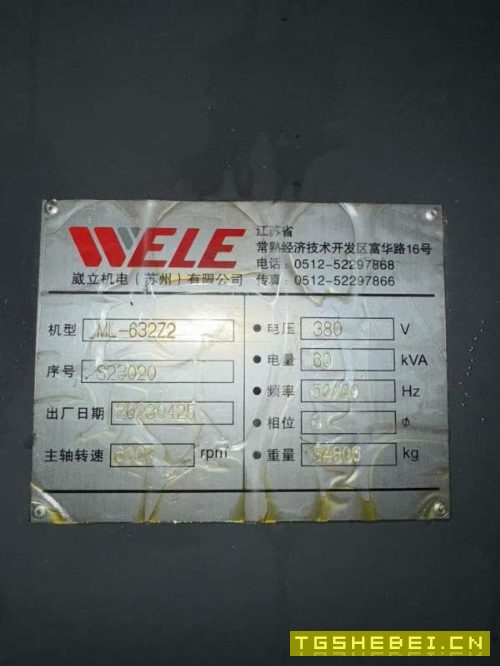 WELE
崴立机电(苏州)有限公司
江苏省
常熟经济技术开发区富华路16号
电话:0512-52297868
传真:0512-52297866
机型 ML-632Z2
序号 S23020
出厂日期 20230425
主轴转速 rpm
电压 380 V
电量 60 kVA
频率 50/60 Hz
相位 3 Φ
重量 kg
TGSHEBEI.CN